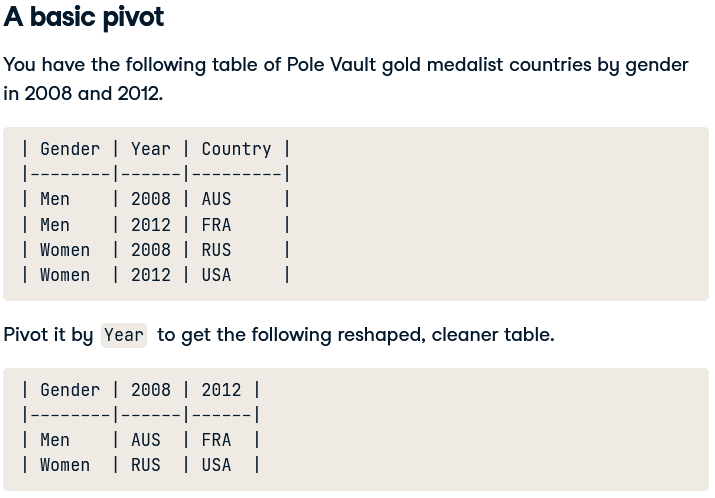 A basic pivot
You have the following table of Pole Vault gold medalist countries by gender
in 2008 and 2012.
| Gender | Year | Country |
|--------|------|---------|
| Men    | 2008 | AUS     |
| Men    | 2012 | FRA     |
| Women  | 2008 | RUS     |
| Women  | 2012 | USA     |
Pivot it by Year to get the following reshaped, cleaner table.
| Gender | 2008 | 2012 |
|--------|------|------|
| Men    | AUS  | FRA  |
| Women  | RUS  | USA  |